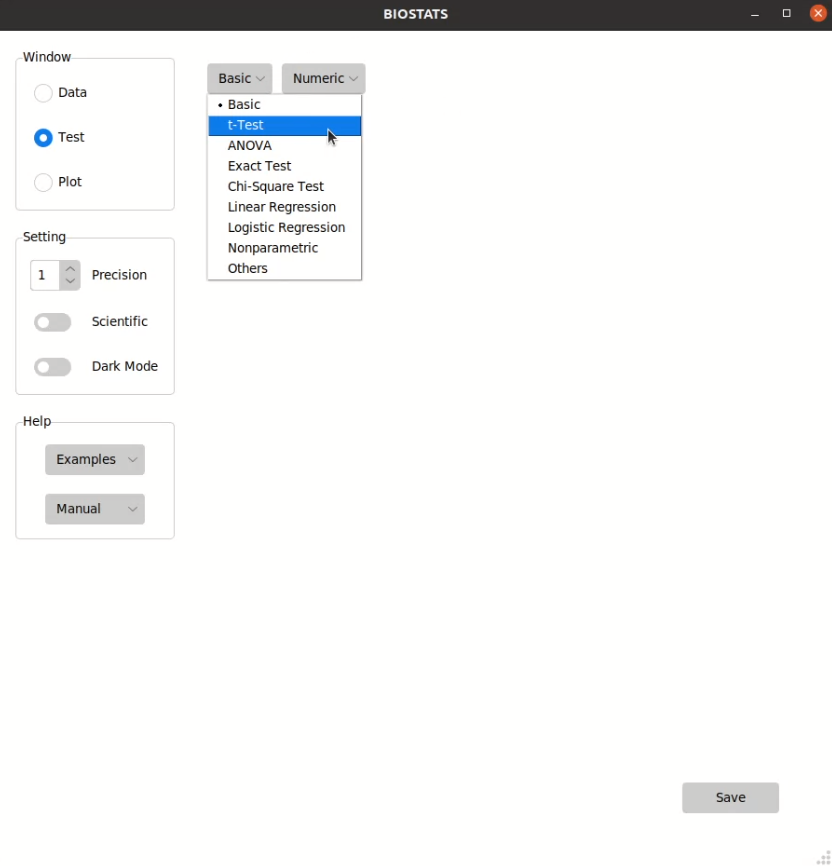 BIOSTATS
Window
Data
Test
Plot
Setting
1 Precision
Scientific
Dark Mode
Help
Examples
Manual
Basic Numeric
• Basic
t-Test
ANOVA
Exact Test
Chi-Square Test
Linear Regression
Logistic Regression
Nonparametric
Others
Save